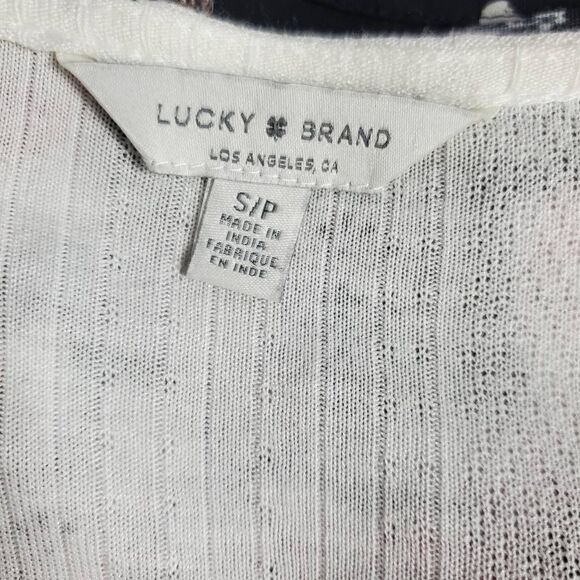 LUCKY BRAND
LOS ANGELES, CA
S/P
MADE IN
INDIA
FABRIQUE
EN INDE